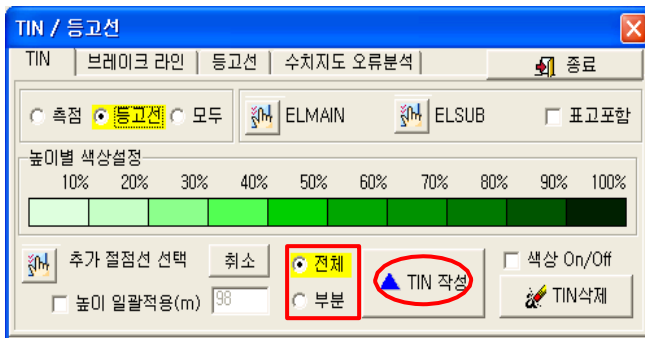 TIN / 등고선
TIN 브레이크 라인 등고선 수치지도 오류분석 종료
측점 등고선 모두 ELMAIN ELSUB 표고포함
높이별 색상설정
10% 20% 30% 40% 50% 60% 70% 80% 90% 100%
추가 절점선 선택 취소 전체 TIN 작성 색상 On/Off
높이 일괄적용(m) 98 부분 TIN삭제